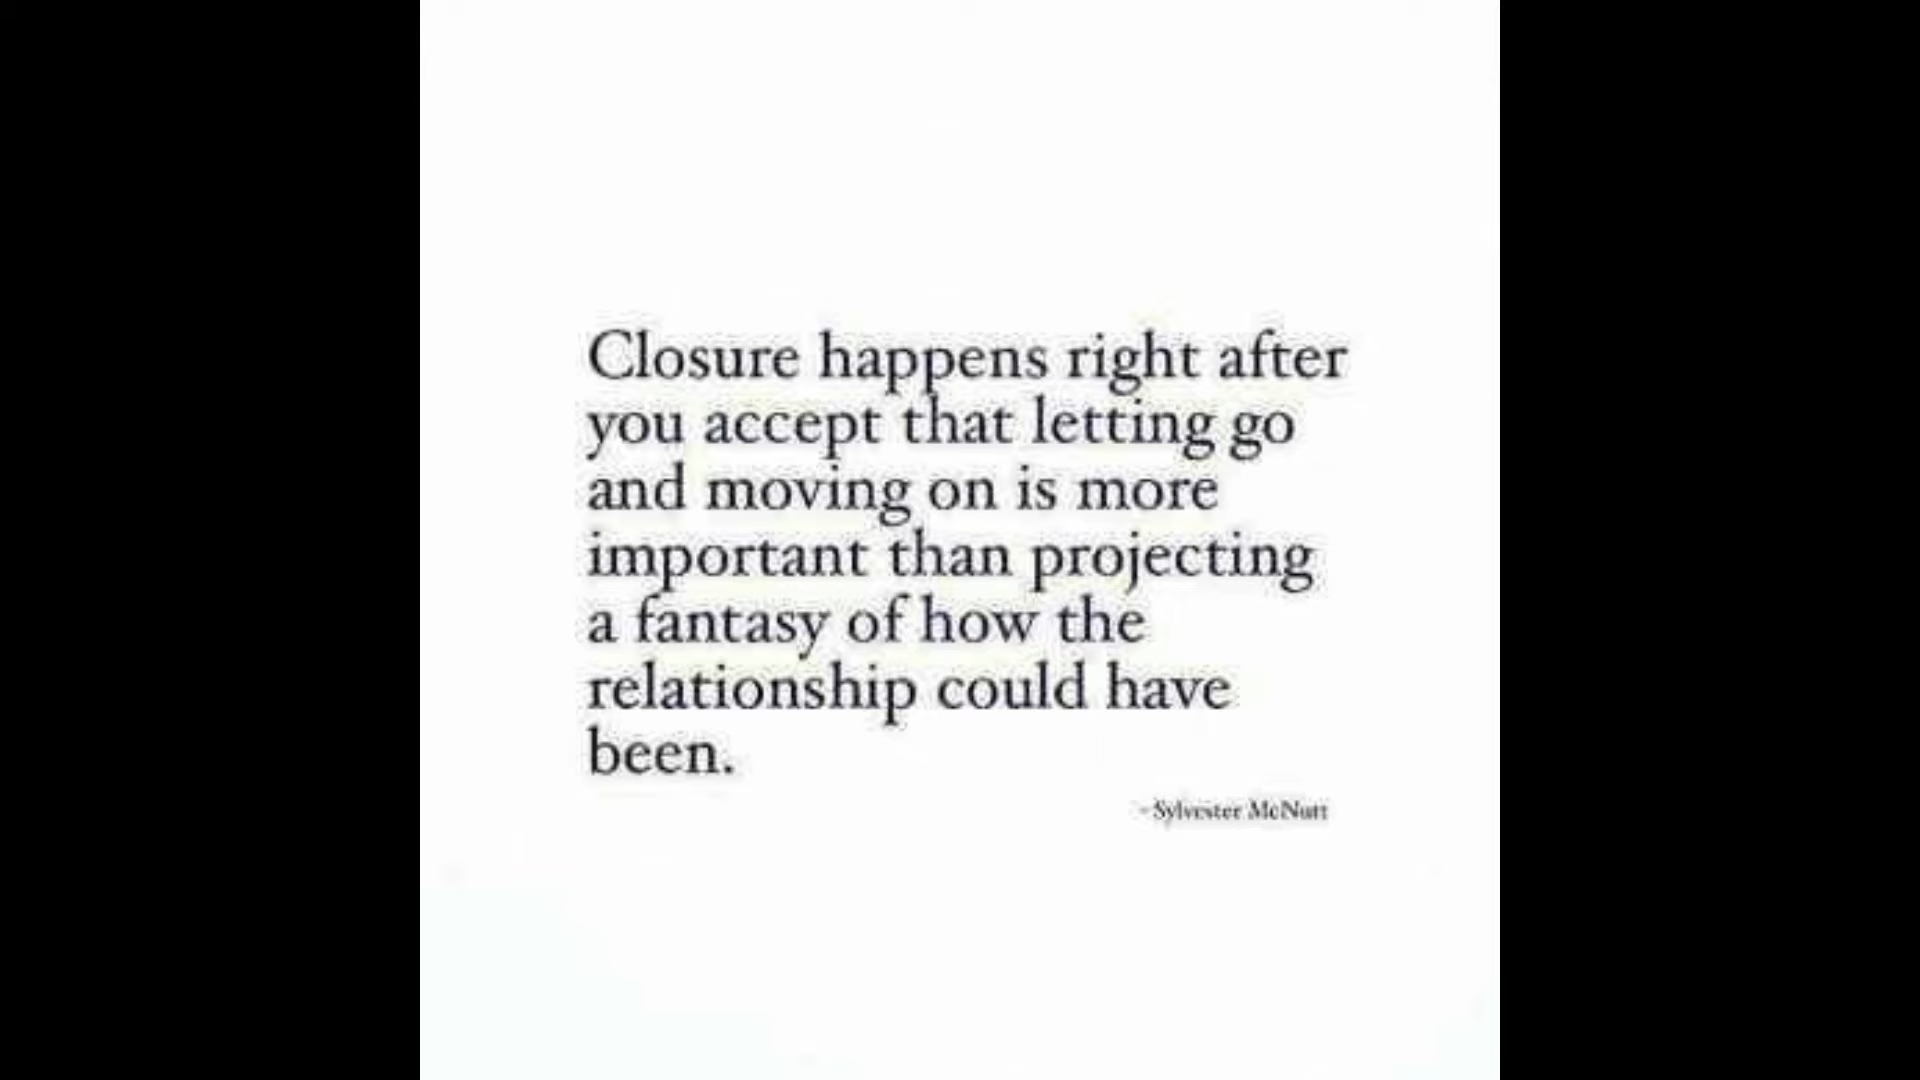 Closure happens right after
you accept that letting go
and moving on is more
important than projecting
a fantasy of how the
relationship could have
been.
- Sylvester McNutt